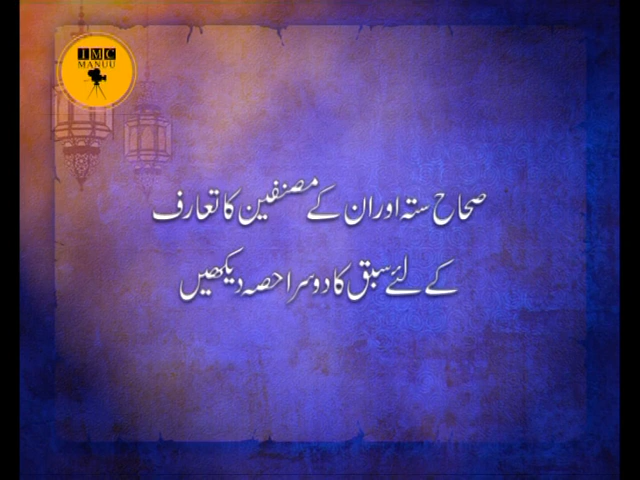 IMC
MANUU
صحاح ستہ اور ان کے مصنفین کا تعارف
کے لئے سبق کا دوسرا حصہ دیکھیں